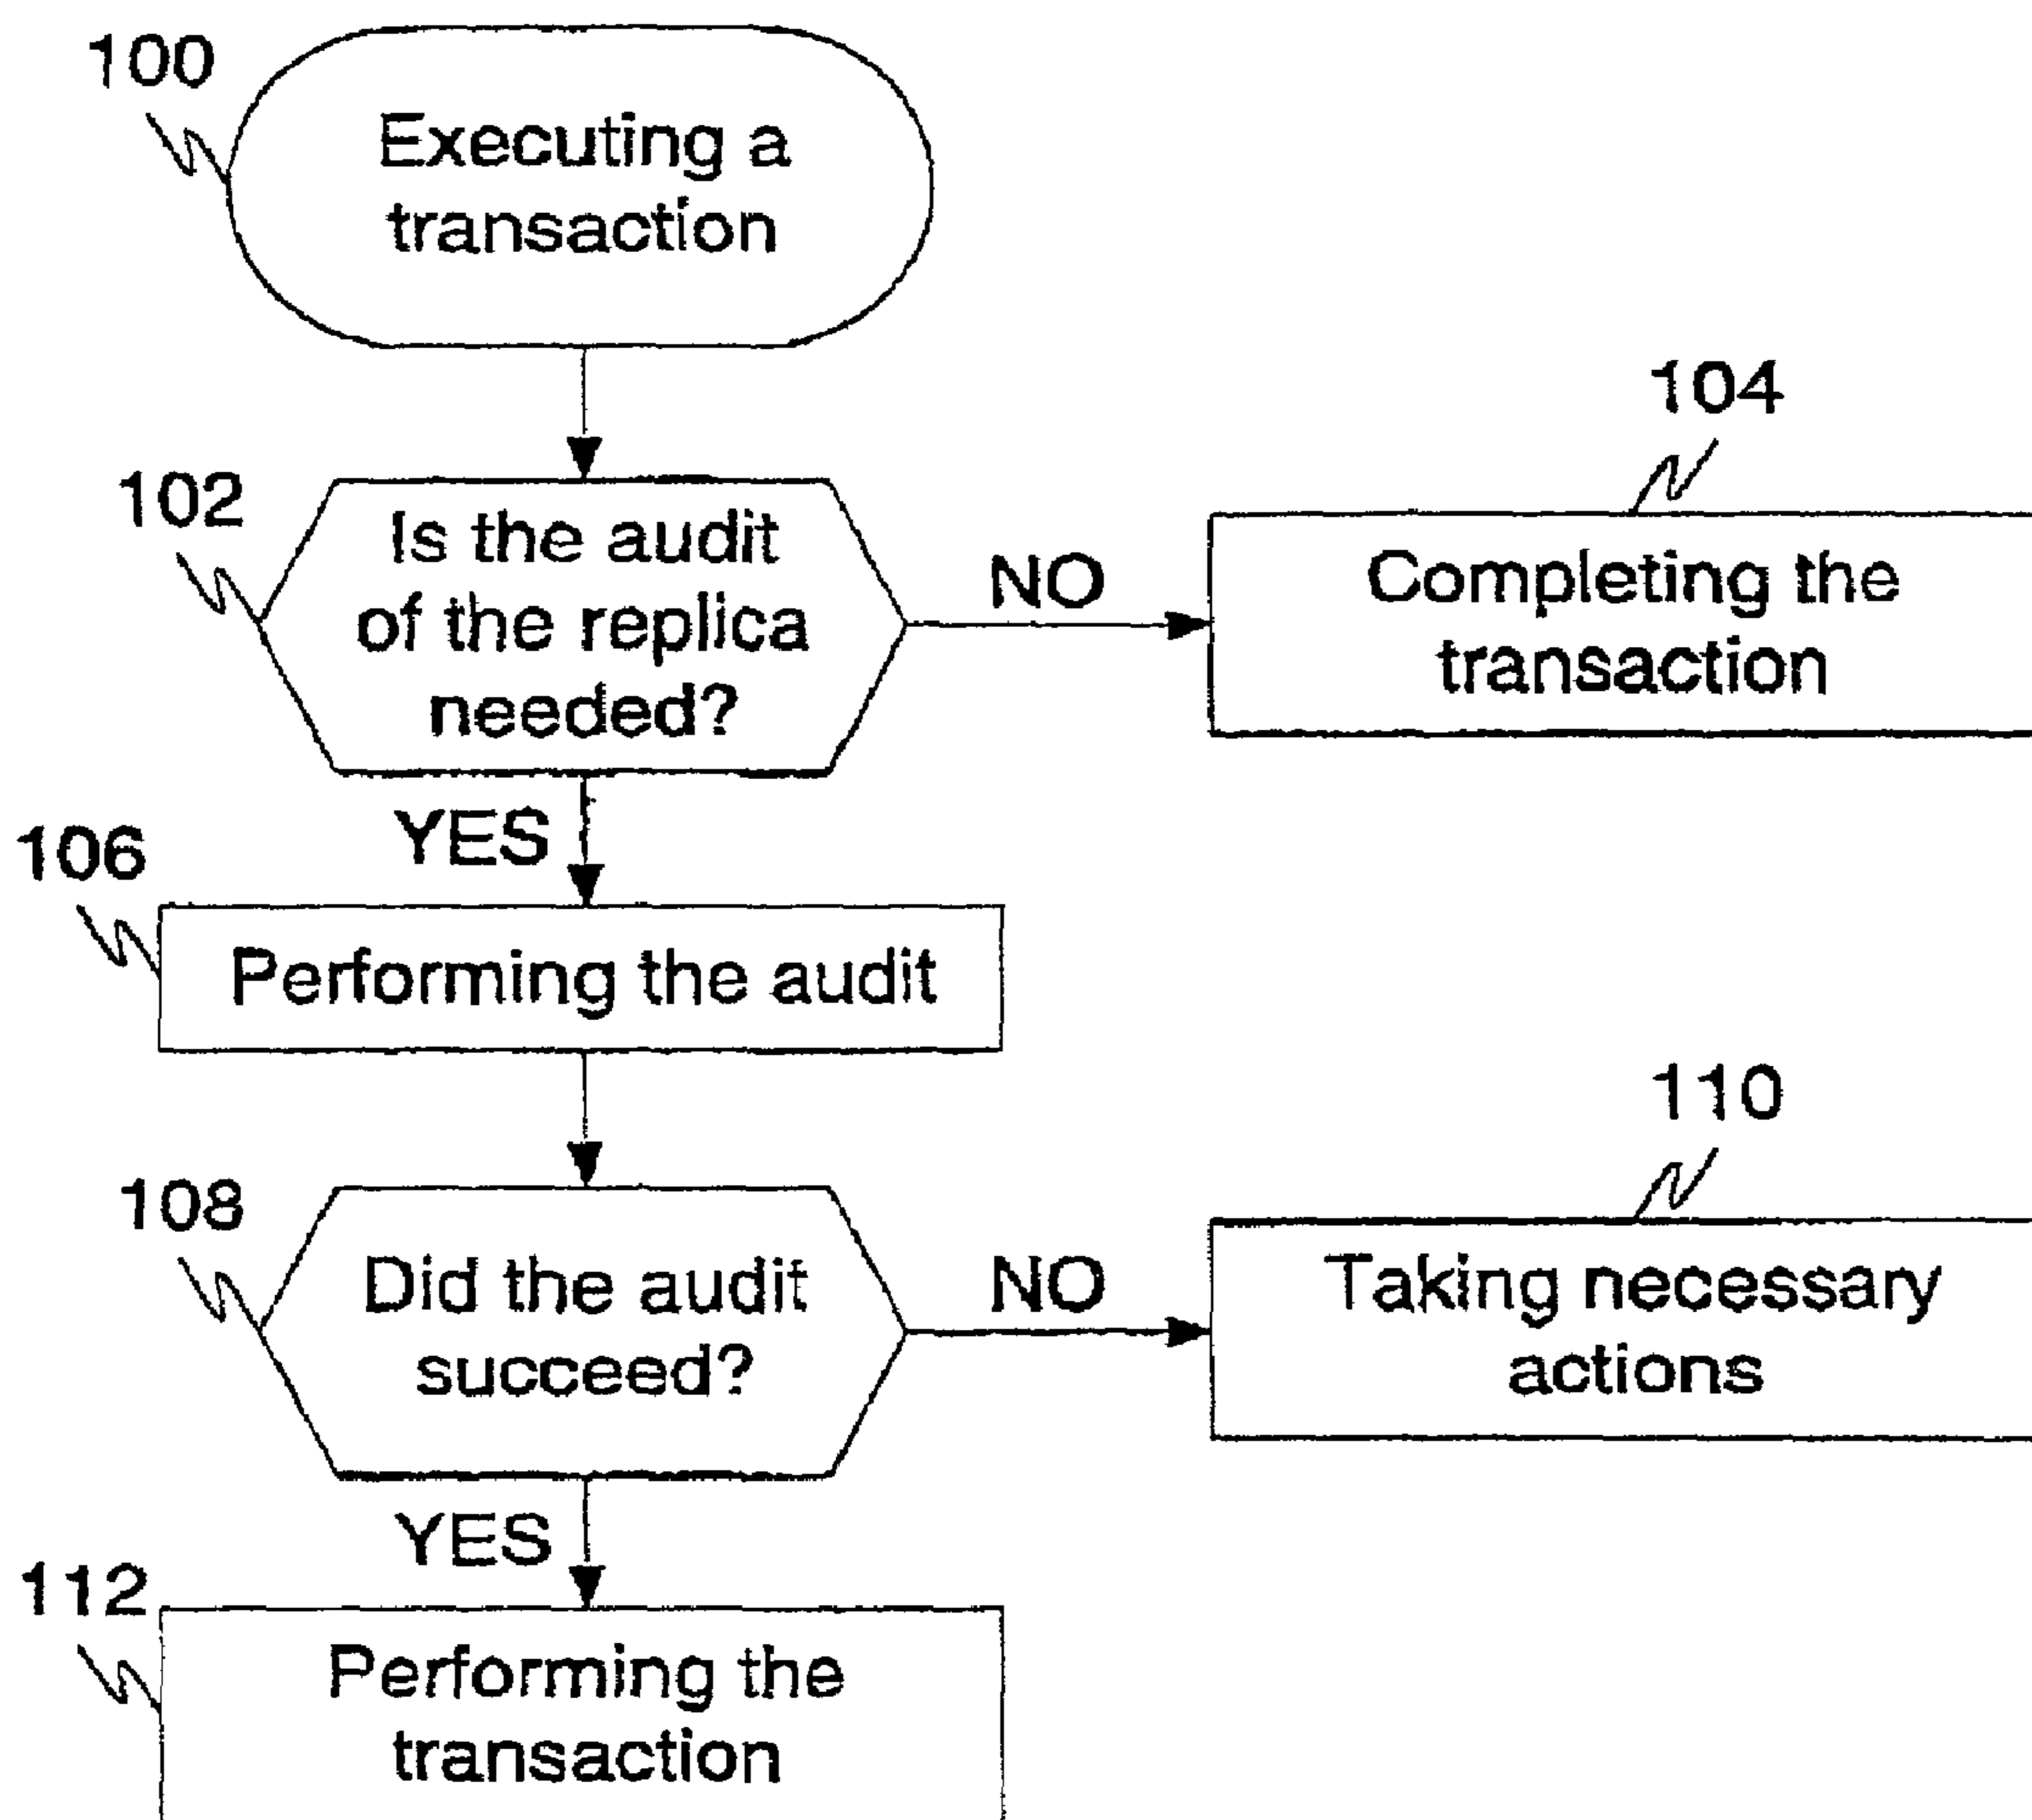 100
Executing a
transaction
102
Is the audit
of the replica
needed?
NO
104
Completing the
transaction
YES
106
Performing the audit
108
Did the audit
succeed?
NO
110
Taking necessary
actions
YES
112
Performing the
transaction